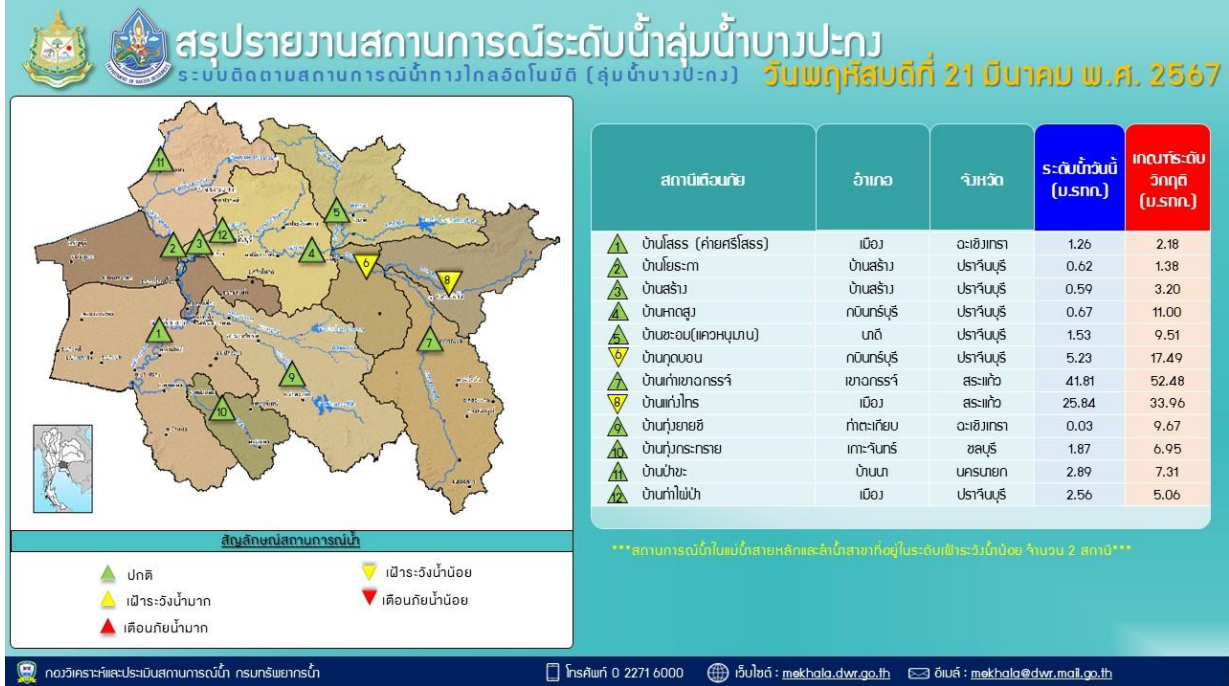 สรุปรายงานสถานการณ์ระดับน้ำลุ่มน้ำบางปะกง
ระบบติดตามสถานการณ์น้ำทางไกลอัตโนมัติ (ลุ่มน้ำบางปะกง) วันพฤหัสบดีที่ 21 มีนาคม พ.ศ. 2567
11
5
12
2 3
4
6
8
1
7
9
10
สัญลักษณ์สถานการณ์น้ำ
ปกติ เฝ้าระวังน้ำน้อย
เฝ้าระวังน้ำมาก เตือนภัยน้ำน้อย
เตือนภัยน้ำมาก
สถานีเตือนภัย อำเภอ จังหวัด ระดับน้ำวันนี้ (ม.รทก.) เกณฑ์ระดับวิกฤติ (ม.รทก.)
1 บ้านโสธร (ค่ายศรีโสธร) เมือง ฉะเชิงเทรา 1.26 2.18
2 บ้านโยธะกา บ้านสร้าง ปราจีนบุรี 0.62 1.38
3 บ้านสร้าง บ้านสร้าง ปราจีนบุรี 0.59 3.20
4 บ้านหาดสูง กบินทร์บุรี ปราจีนบุรี 0.67 11.00
5 บ้านซะอม(แควหนุมาน) นาดี ปราจีนบุรี 1.53 9.51
6 บ้านกุดบอน กบินทร์บุรี ปราจีนบุรี 5.23 17.49
7 บ้านเก่าเขาฉกรรจ์ เขาฉกรรจ์ สระแก้ว 41.81 52.48
8 บ้านแก่งไทร เมือง สระแก้ว 25.84 33.96
9 บ้านทุ่งยายชี ท่าตะเกียบ ฉะเชิงเทรา 0.03 9.67
10 บ้านทุ่งกระทราย เกาะจันทร์ ชลบุรี 1.87 6.95
11 บ้านป่าขะ บ้านนา นครนายก 2.89 7.31
12 บ้านท่าไผ่ป่า เมือง ปราจีนบุรี 2.56 5.06
***สถานการณ์น้ำในแม่น้ำสายหลักและลำน้ำสาขาที่อยู่ในระดับเฝ้าระวังน้ำน้อย จำนวน 2 สถานี***
กองวิเคราะห์และประเมินสถานการณ์น้ำ กรมทรัพยากรน้ำ โทรศัพท์ 0 2271 6000 เว็บไซต์ : mekhala.dwr.go.th อีเมล์ : mekhala@dwr.mail.go.th